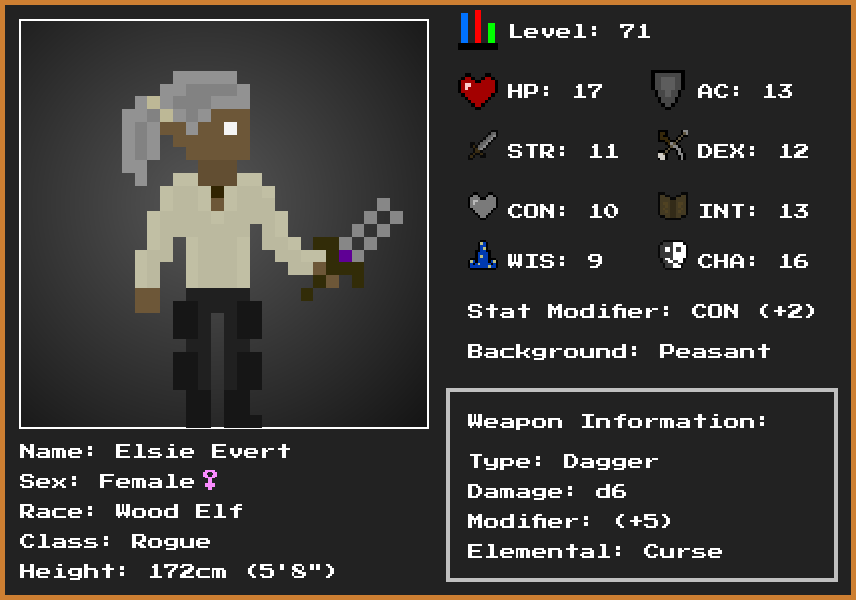 Level: 71
HP: 17
AC: 13
STR: 11
DEX: 12
CON: 10
INT: 13
WIS: 9
CHA: 16
Stat Modifier: CON (+2)
Background: Peasant
Weapon Information:
Type: Dagger
Damage: d6
Modifier: (+5)
Elemental: Curse
Name: Elsie Evert
Sex: Female♀
Race: Wood Elf
Class: Rogue
Height: 172cm (5'8")